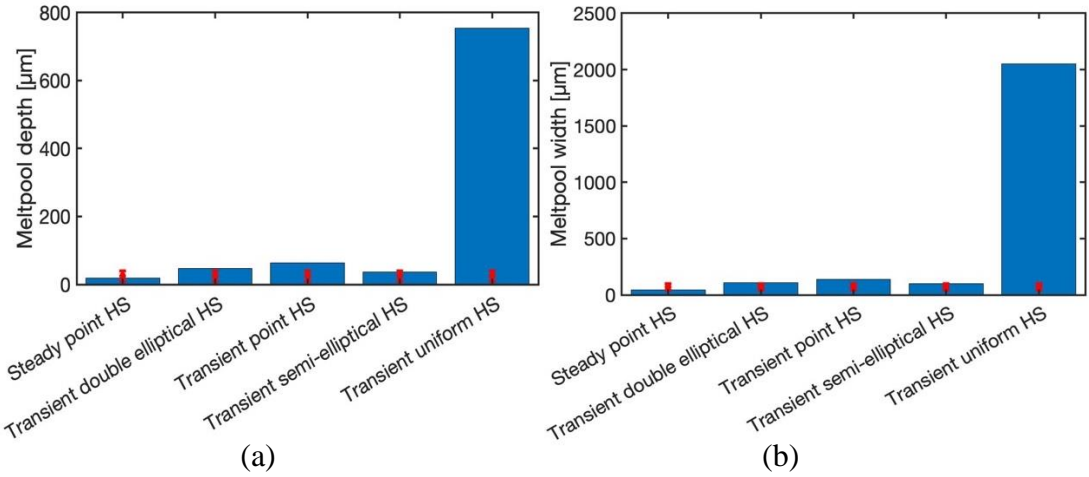 800
600
400
200
0
Meltpool depth [µm]
Steady point HS
Transient double elliptical HS
Transient point HS
Transient semi-elliptical HS
Transient uniform HS
(a)
2500
2000
1500
1000
500
0
Meltpool width [µm]
Steady point HS
Transient double elliptical HS
Transient point HS
Transient semi-elliptical HS
Transient uniform HS
(b)